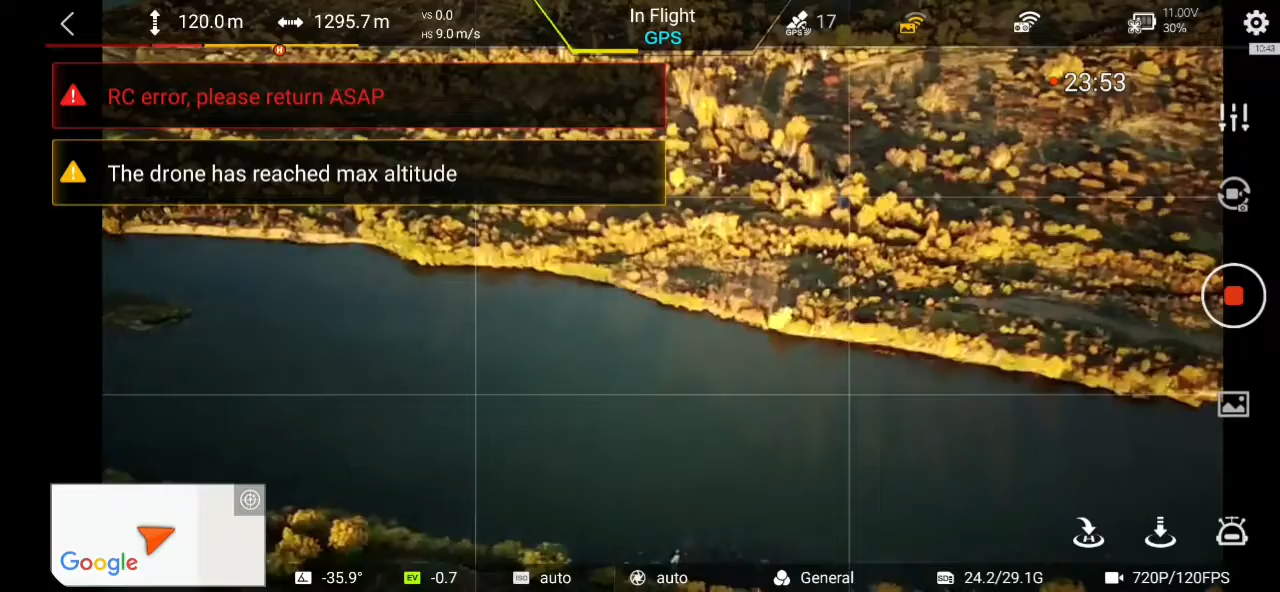 120.0 m
1295.7 m
VS 0.0
HS 9.0 m/s
In Flight
GPS
GPS
17
11.00V
30%
10:43
H
RC error, please return ASAP
23:53
The drone has reached max altitude
Google
-35.9°
EV
-0.7
ISO
auto
auto
General
SD
24.2/29.1G
720P/120FPS